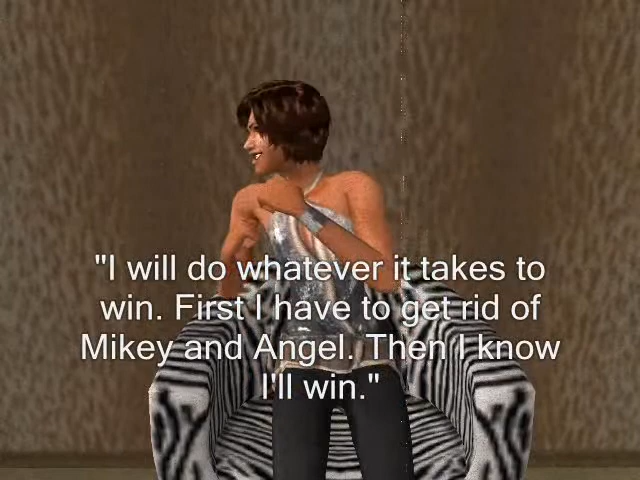 "I will do whatever it takes to
win. First I have to get rid of
Mikey and Angel. Then I know
I'll win."